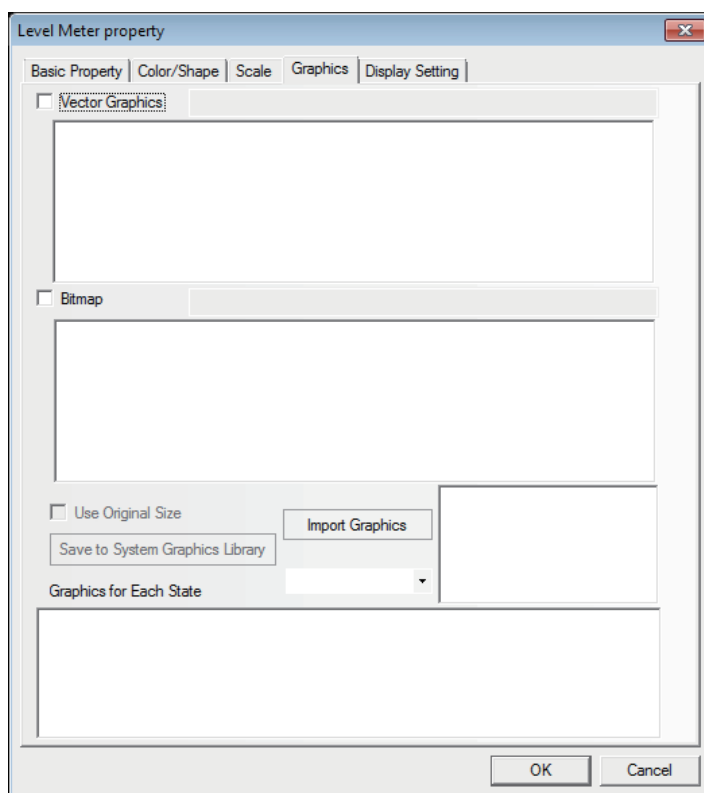 Level Meter property
Basic Property Color/Shape Scale Graphics Display Setting
Vector Graphics
Bitmap
Use Original Size
Import Graphics
Save to System Graphics Library
Graphics for Each State
OK Cancel